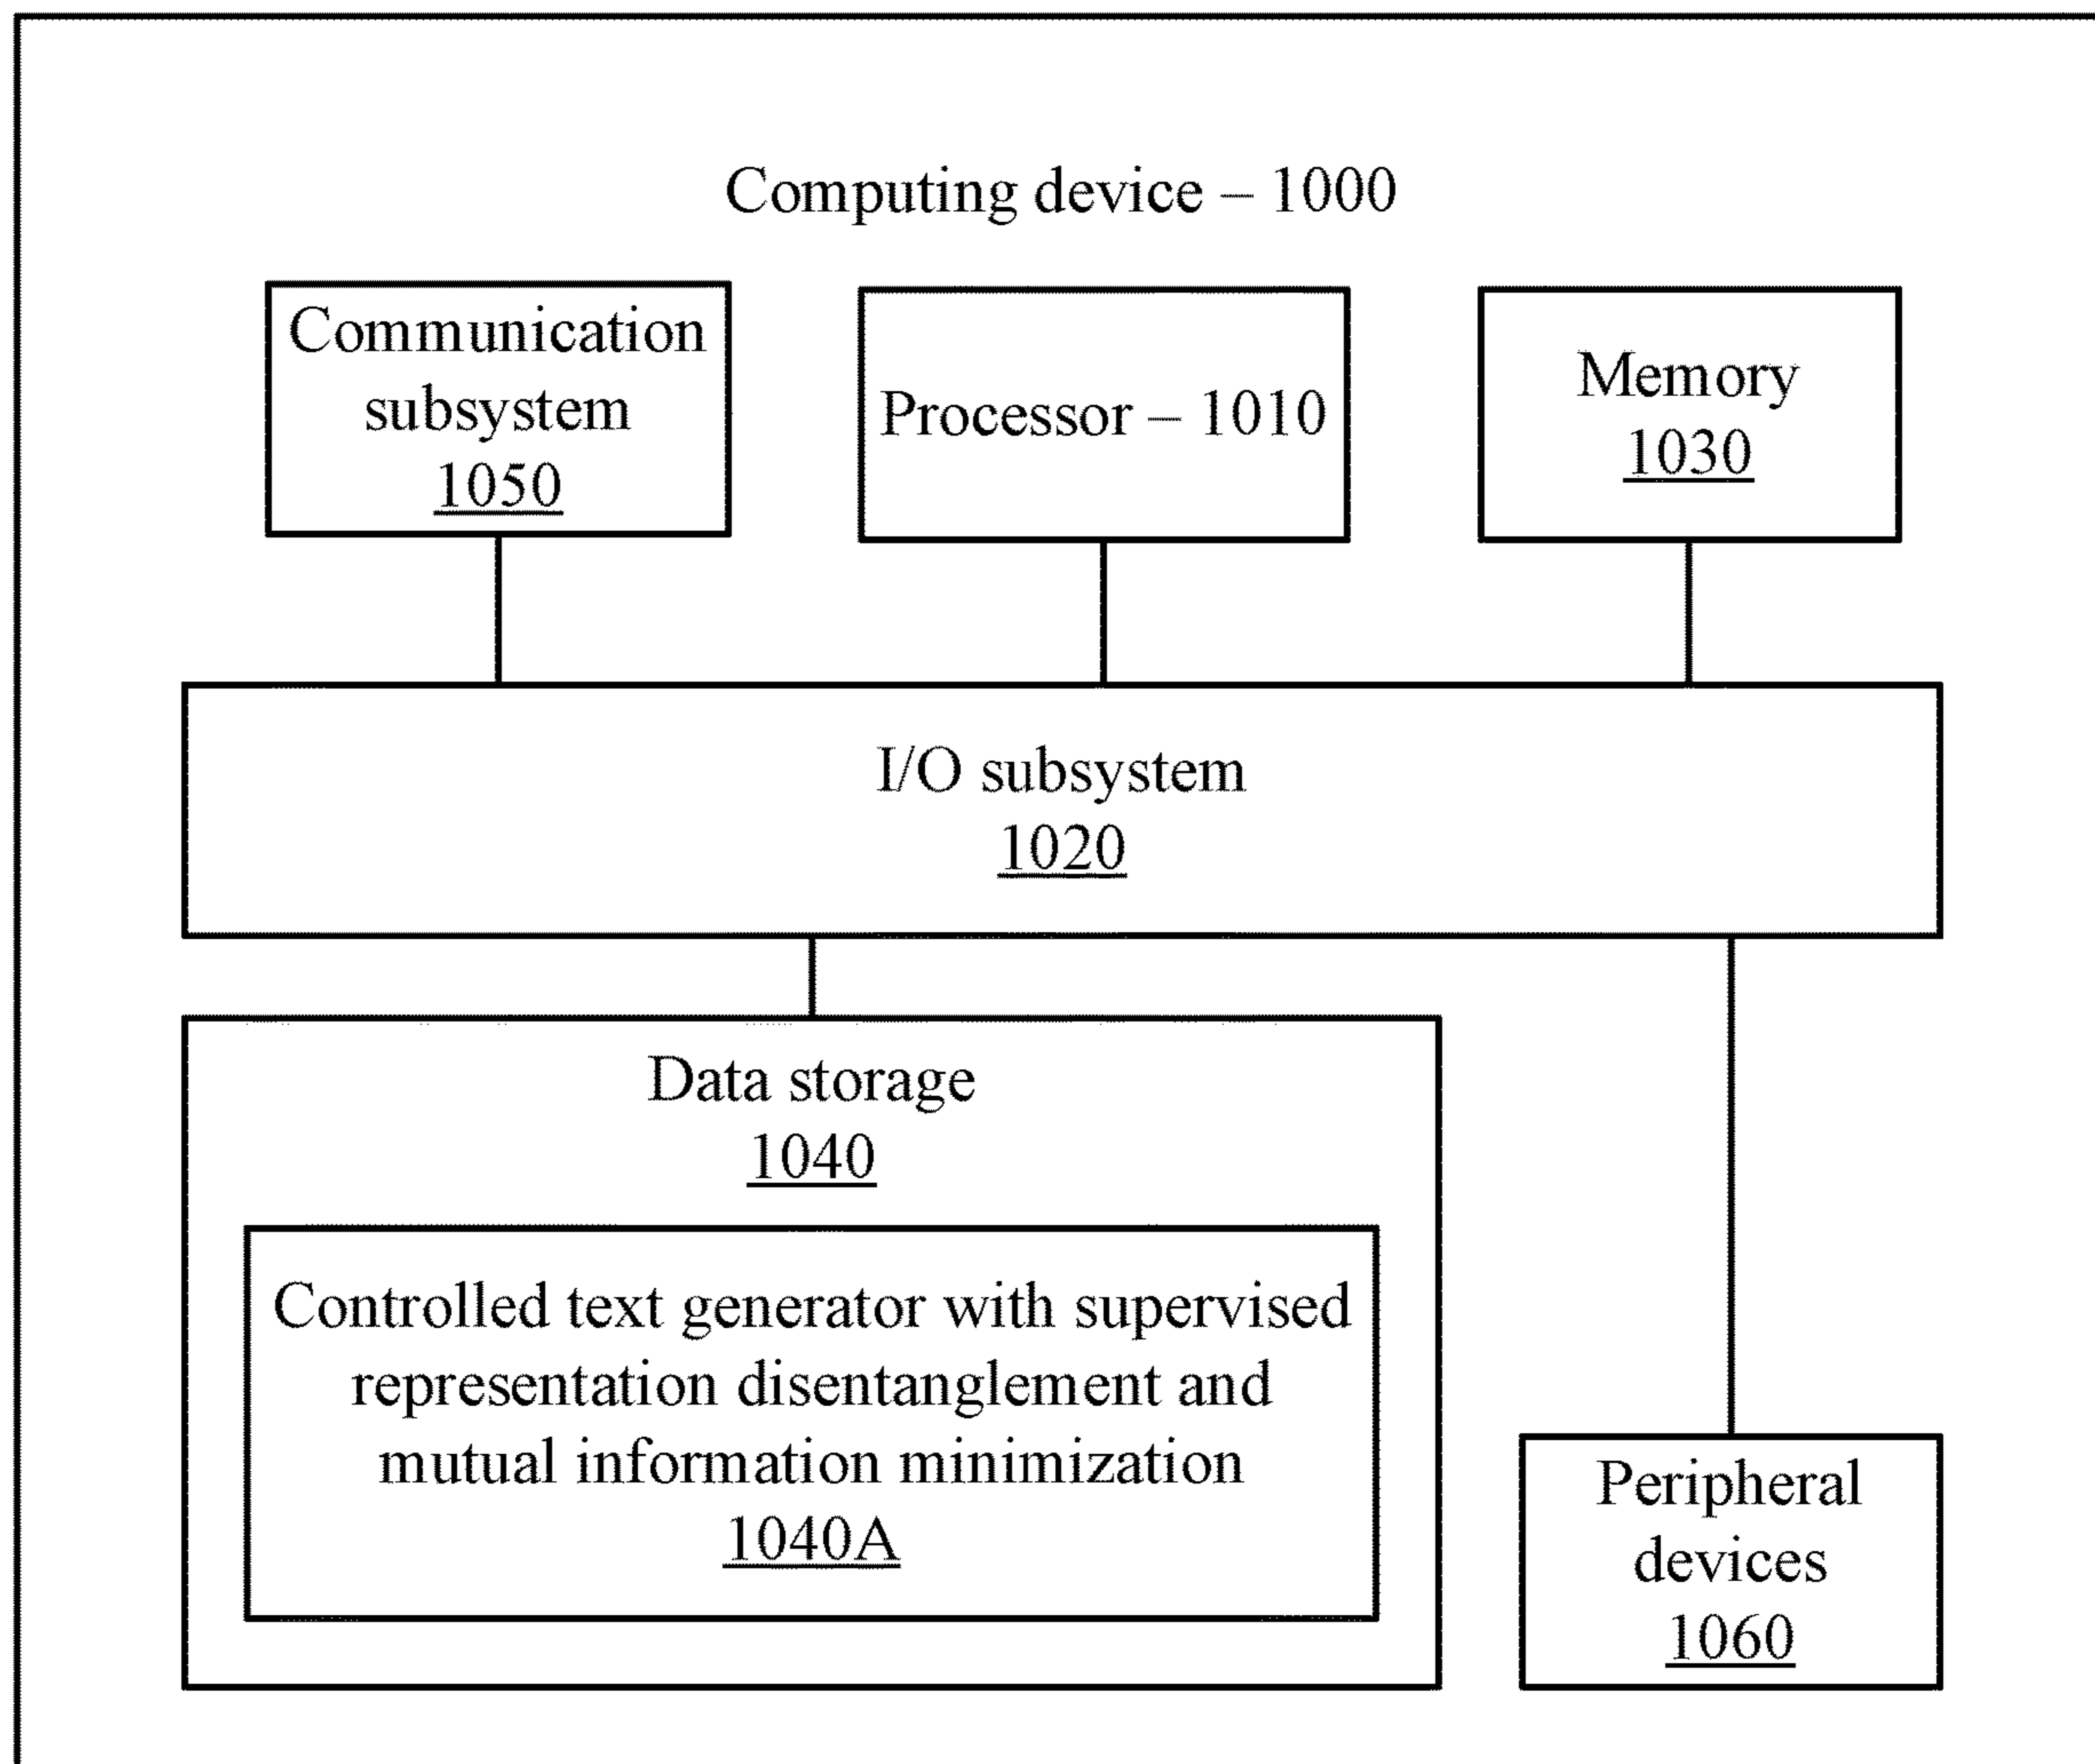 Computing device – 1000
Communication
subsystem
1050
Processor – 1010
Memory
1030
I/O subsystem
1020
Data storage
1040
Controlled text generator with supervised
representation disentanglement and
mutual information minimization
1040A
Peripheral
devices
1060